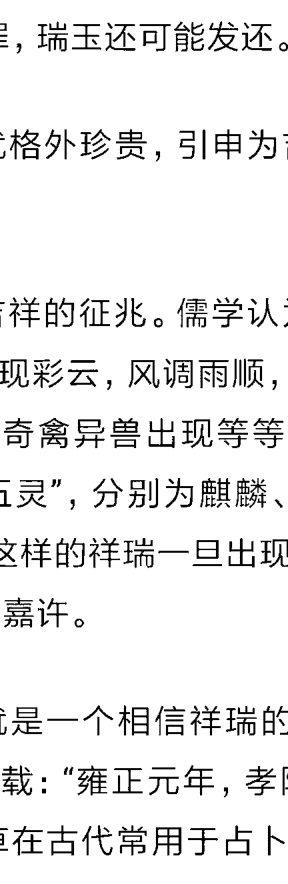 ，瑞玉还可能发还。
格外珍贵，引申为
祥的征兆。儒学认
现彩云，风调雨顺，
奇禽异兽出现等等
五灵”，分别为麒麟、
这样的祥瑞一旦出现
嘉许。
就是一个相信祥瑞的
载：“雍正元年，孝
在古代常用于占卜